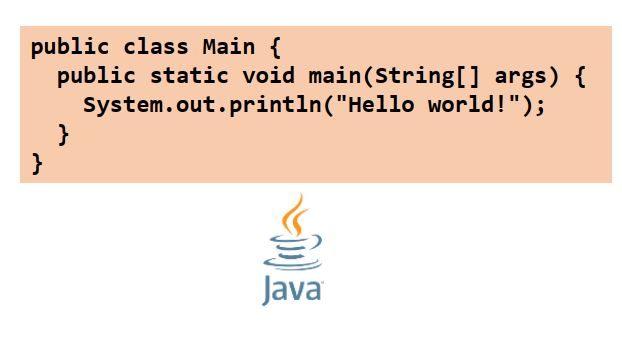 public class Main {
  public static void main(String[] args) {
    System.out.println("Hello world!");
  }
}
Java